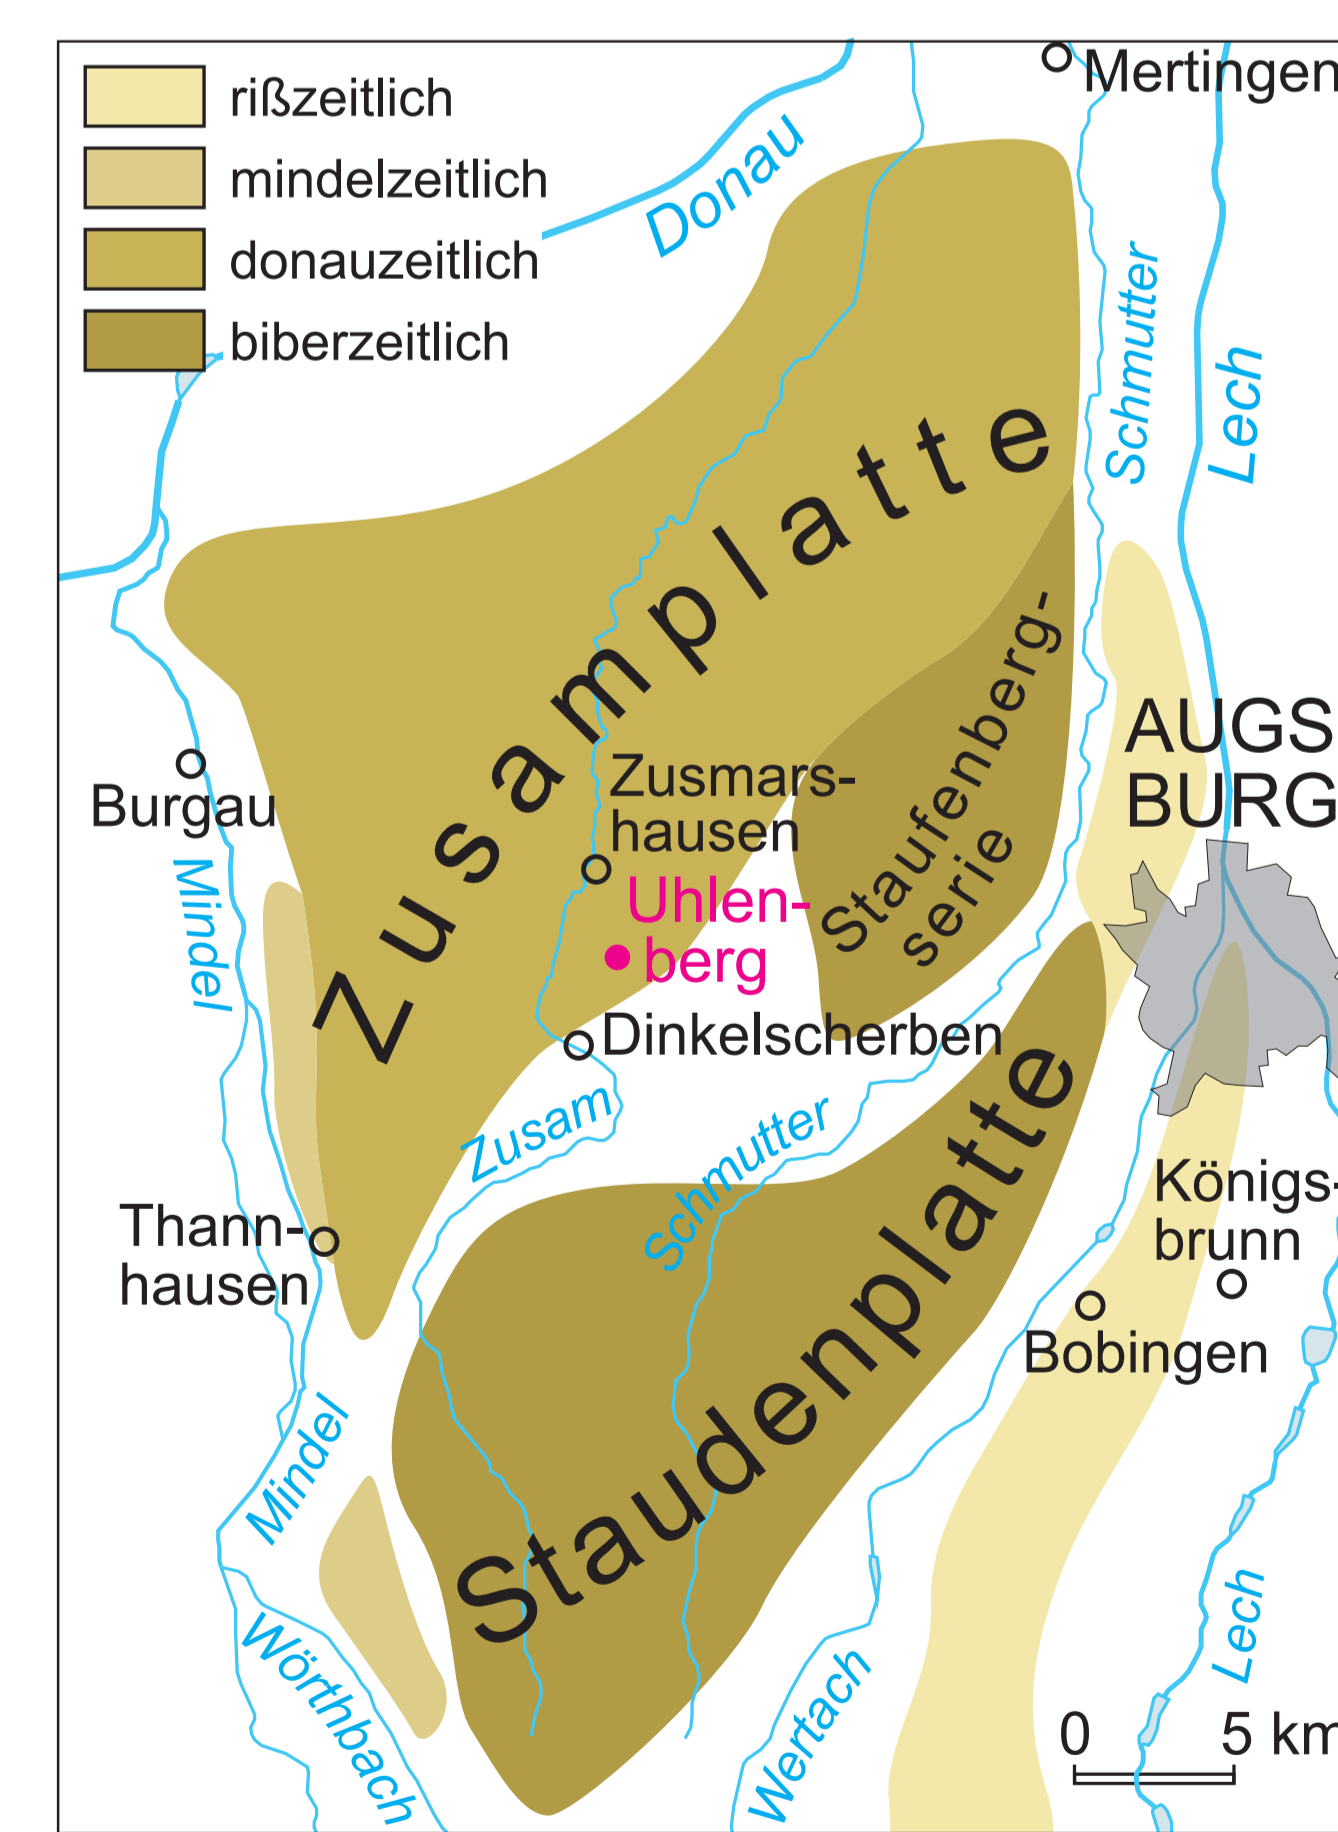 rißzeitlich
mindelzeitlich
donauzeitlich
biberzeitlich
Mertingen
Donau
Schmutter
Lech
Zusamplatte
Staufenberg-
serie
AUGS
BURG
Burgau
Mindel
Zusmars-
hausen
Uhlen-
berg
Dinkelscherben
Zusam
Schmutter
Thann-
hausen
Königs-
brunn
Bobingen
Staudenplatte
Mindel
Wörthbach
Wertach
Lech
0 5 km